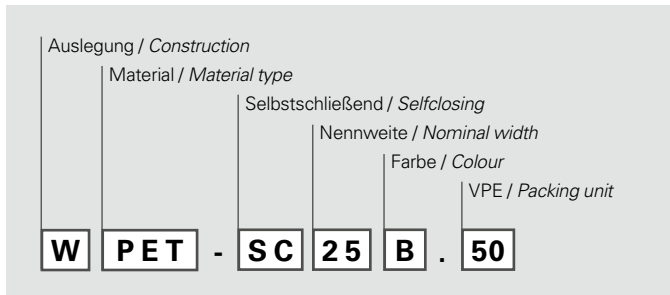 Auslegung / Construction
Material / Material type
Selbstschließend / Selfclosing
Nennweite / Nominal width
Farbe / Colour
VPE / Packing unit
W PET - SC 25 B . 50